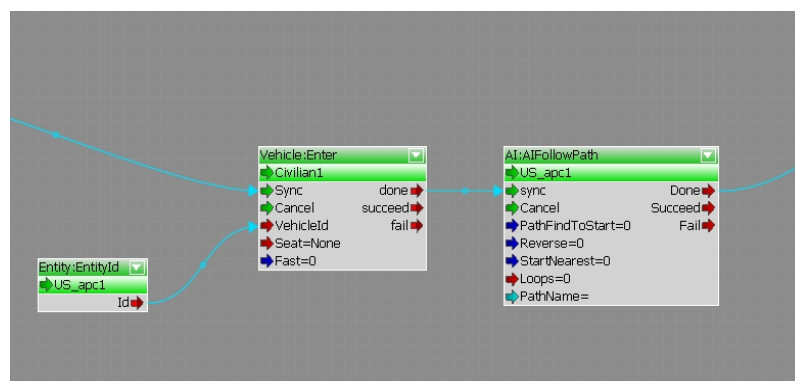 Vehicle:Enter
Civilian1
Sync done
Cancel succeed
VehicleId fail
Seat=None
Fast=0
AI:AIFollowPath
US_apc1
sync Done
Cancel Succeed
PathFindToStart=0 Fail
Reverse=0
StartNearest=0
Loops=0
PathName=
Entity:EntityId
US_apc1
Id